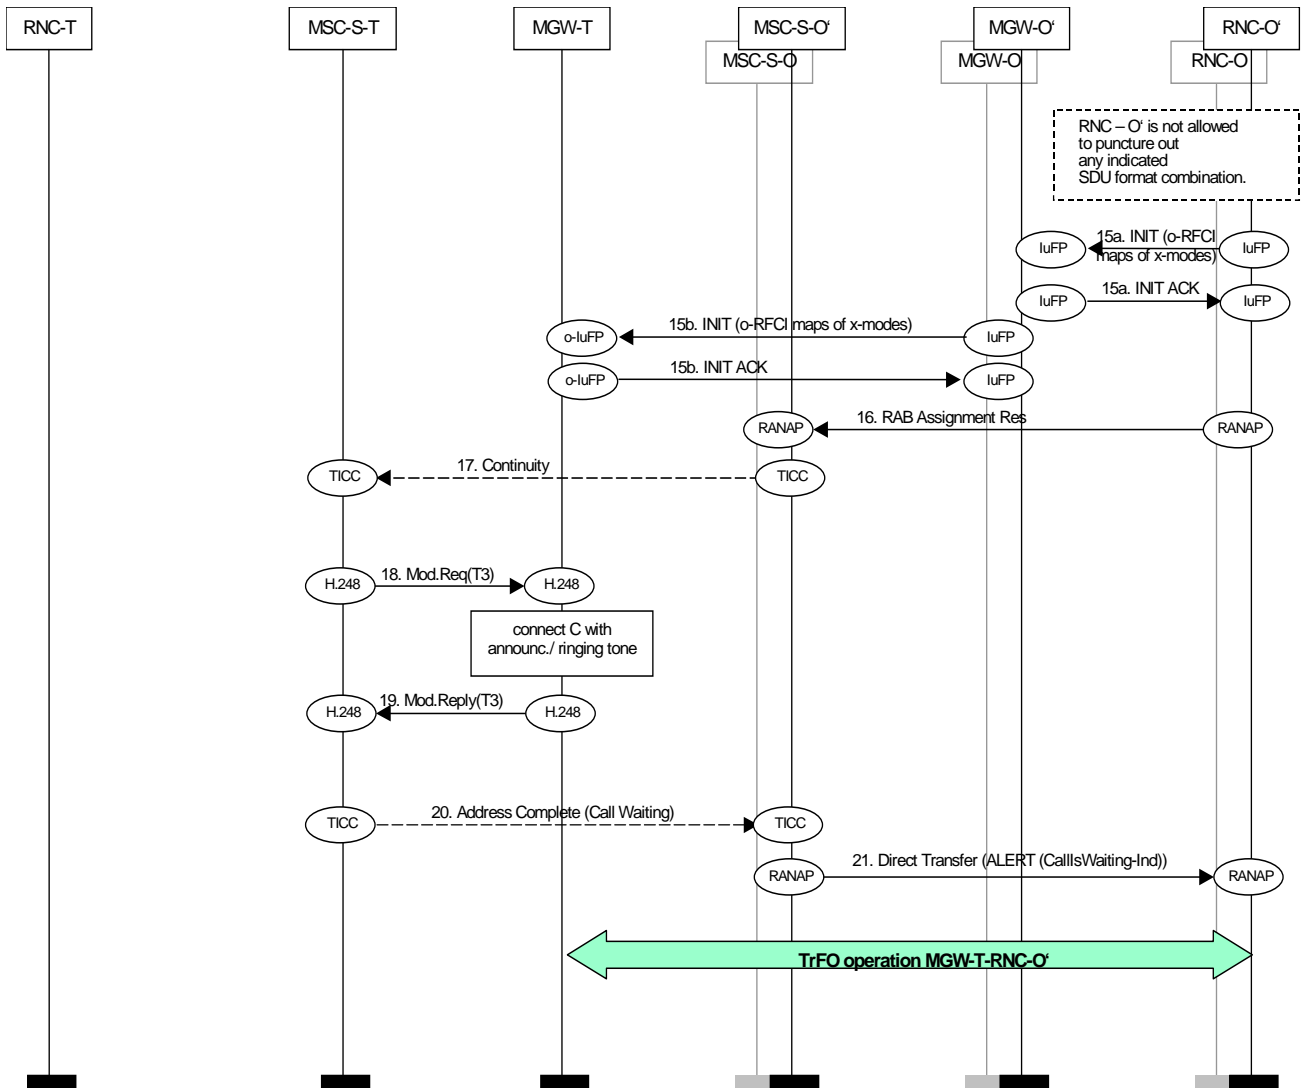 RNC-T
MSC-S-T
MGW-T
MSC-S-O‘
MGW-O‘
RNC-O‘
MSC-S-O
MGW-O
RNC-O
RNC – O‘ is not allowed
to puncture out
any indicated
SDU format combination.
IuFP
15a. INIT (o-RFCI
maps of x-modes)
IuFP
IuFP
15a. INIT ACK
IuFP
o-IuFP
15b. INIT (o-RFCI maps of x-modes)
IuFP
o-IuFP
15b. INIT ACK
IuFP
RANAP
16. RAB Assignment Res
RANAP
TICC
17. Continuity
TICC
H.248
18. Mod.Req(T3)
H.248
connect C with
announc./ ringing tone
H.248
19. Mod.Reply(T3)
H.248
TICC
20. Address Complete (Call Waiting)
TICC
RANAP
21. Direct Transfer (ALERT (CallIsWaiting-Ind))
RANAP
TrFO operation MGW-T-RNC-O‘